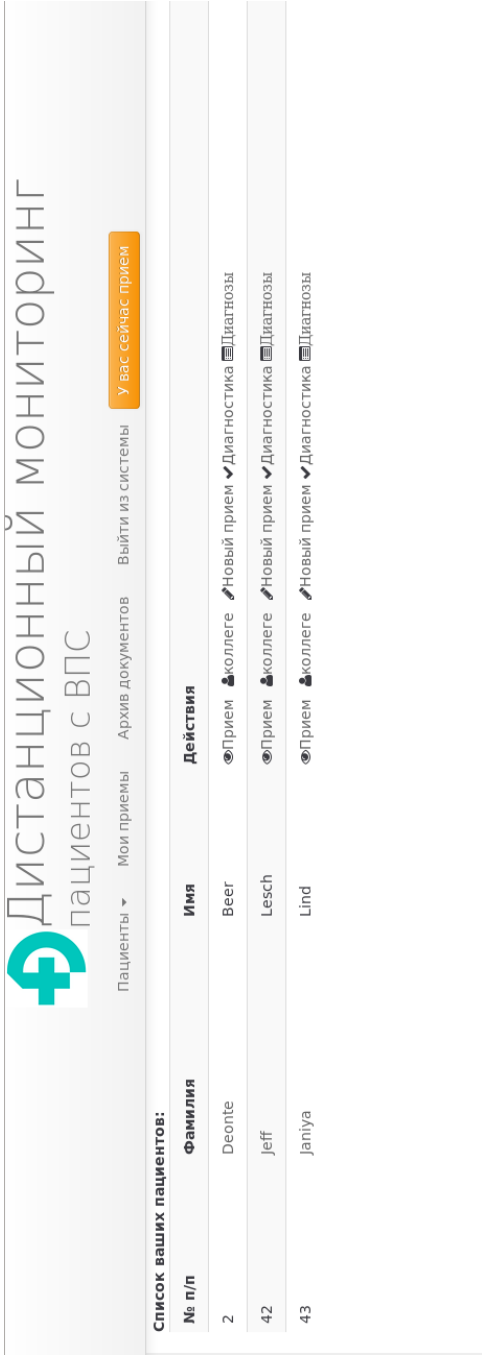 Дистанционный мониторинг
пациентов с ВПС
Пациенты Мои приемы Архив документов Выйти из системы У вас сейчас прием
Список ваших пациентов:
№ п/п Фамилия Имя Действия
2 Deonte Beer Прием коллеге Новый прием Диагностика Диагнозы
42 Jeff Lesch Прием коллеге Новый прием Диагностика Диагнозы
43 Janiya Lind Прием коллеге Новый прием Диагностика Диагнозы